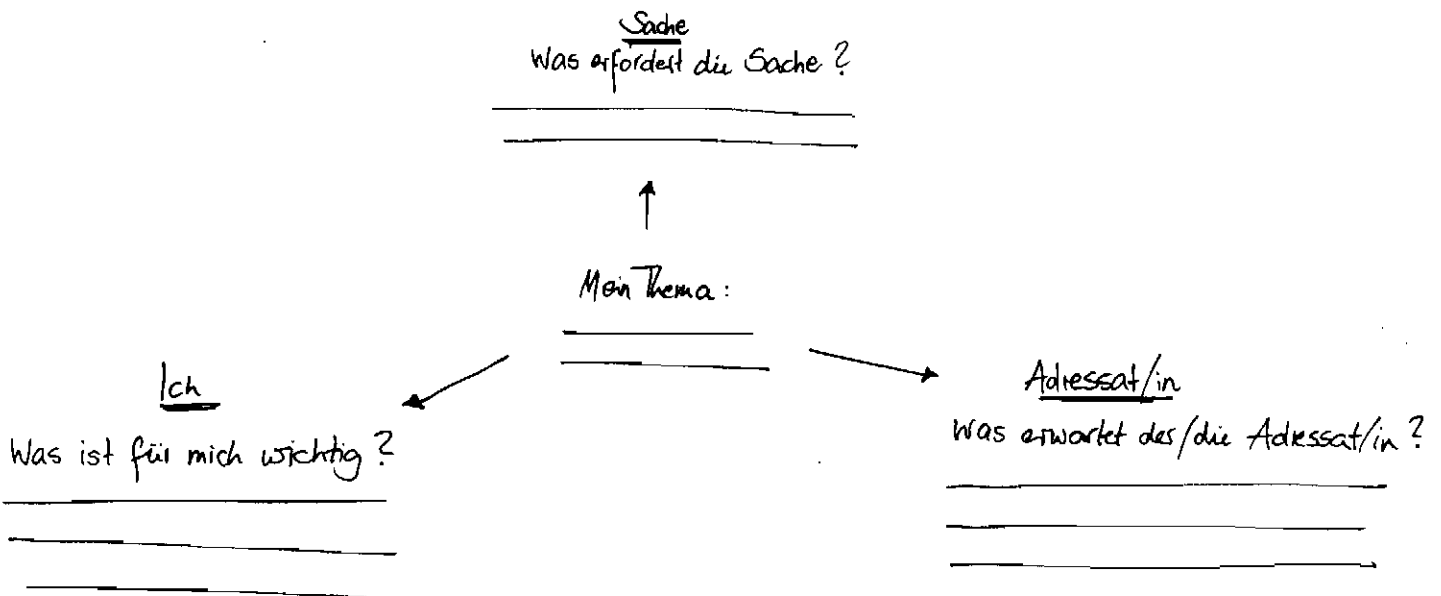 Sache
Was erfordert die Sache?
Mein Thema:
Ich
Was ist für mich wichtig?
Adressat/in
Was erwartet der/die Adressat/in?